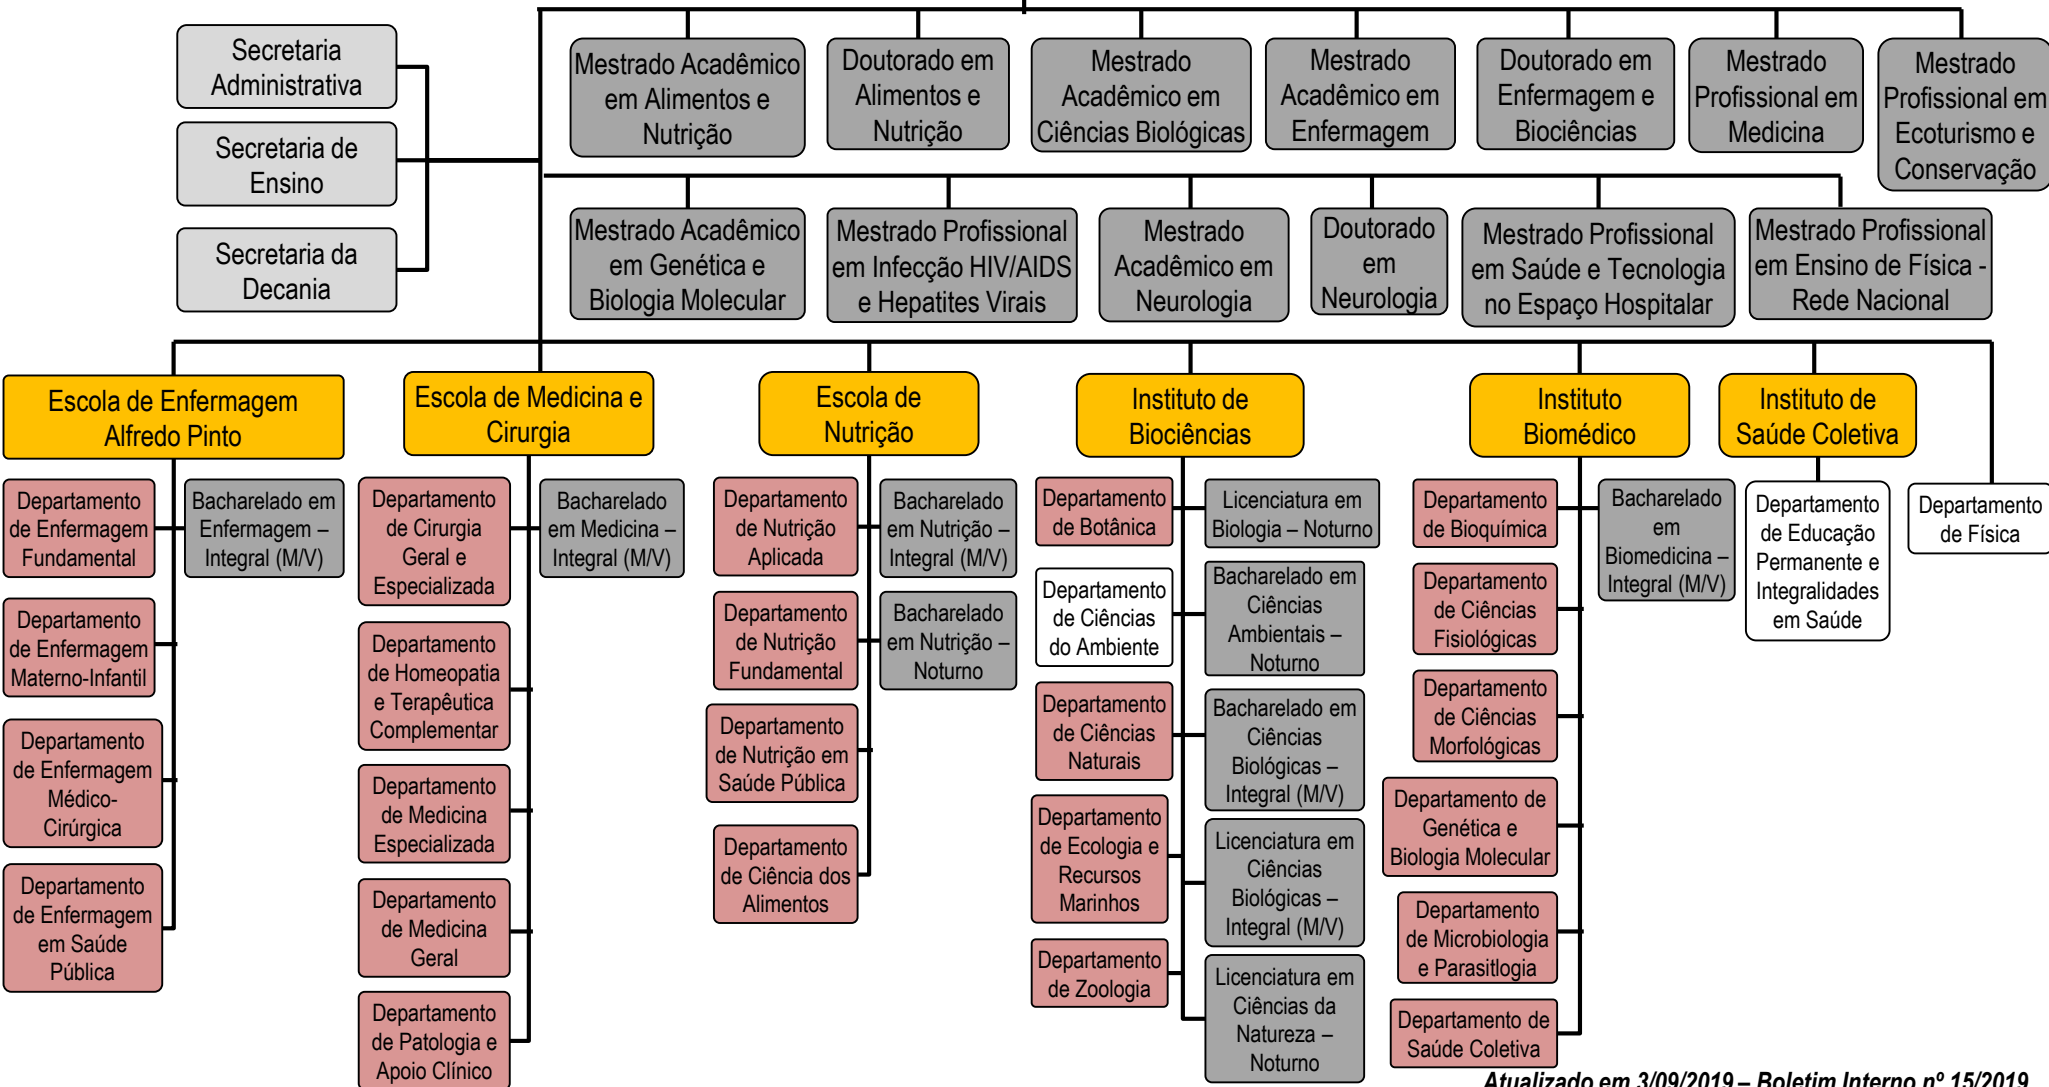 Secretaria
Administrativa
Secretaria de
Ensino
Secretaria da
Decania
Mestrado Acadêmico
em Alimentos e
Nutrição
Doutorado em
Alimentos e
Nutrição
Mestrado
Acadêmico em
Ciências Biológicas
Mestrado
Acadêmico em
Enfermagem
Doutorado em
Enfermagem e
Biociências
Mestrado
Profissional em
Medicina
Mestrado
Profissional em
Ecoturismo e
Conservação
Mestrado Acadêmico
em Genética e
Biologia Molecular
Mestrado Profissional
em Infecção HIV/AIDS
e Hepatites Virais
Mestrado
Acadêmico em
Neurologia
Doutorado
em
Neurologia
Mestrado Profissional
em Saúde e Tecnologia
no Espaço Hospitalar
Mestrado Profissional
em Ensino de Física -
Rede Nacional
Escola de Enfermagem
Alfredo Pinto
Departamento
de Enfermagem
Fundamental
Bacharelado em
Enfermagem –
Integral (M/V)
Departamento
de Enfermagem
Materno-Infantil
Departamento
de Enfermagem
Médico-
Cirúrgica
Departamento
de Enfermagem
em Saúde
Pública
Escola de Medicina e
Cirurgia
Departamento
de Cirurgia
Geral e
Especializada
Bacharelado
em Medicina –
Integral (M/V)
Departamento
de Homeopatia
e Terapêutica
Complementar
Departamento
de Medicina
Especializada
Departamento
de Medicina
Geral
Departamento
de Patologia e
Apoio Clínico
Escola de
Nutrição
Departamento
de Nutrição
Aplicada
Bacharelado
em Nutrição –
Integral (M/V)
Departamento
de Nutrição
Fundamental
Bacharelado
em Nutrição –
Noturno
Departamento
de Nutrição em
Saúde Pública
Departamento
de Ciência dos
Alimentos
Instituto de
Biociências
Departamento
de Botânica
Licenciatura em
Biologia – Noturno
Departamento
de Ciências
do Ambiente
Bacharelado em
Ciências
Ambientais –
Noturno
Departamento
de Ciências
Naturais
Bacharelado em
Ciências
Biológicas –
Integral (M/V)
Departamento
de Ecologia e
Recursos
Marinhos
Licenciatura em
Ciências
Biológicas –
Integral (M/V)
Departamento
de Zoologia
Licenciatura em
Ciências da
Natureza –
Noturno
Instituto
Biomédico
Departamento
de Bioquímica
Bacharelado
em
Biomedicina –
Integral (M/V)
Departamento
de Ciências
Fisiológicas
Departamento
de Ciências
Morfológicas
Departamento de
Genética e
Biologia Molecular
Departamento
de Microbiologia
e Parasitlogia
Departamento de
Saúde Coletiva
Instituto de
Saúde Coletiva
Departamento
de Educação
Permanente e
Integralidades
em Saúde
Departamento
de Física
Atualizado em 3/09/2019 – Boletim Interno nº 15/2019